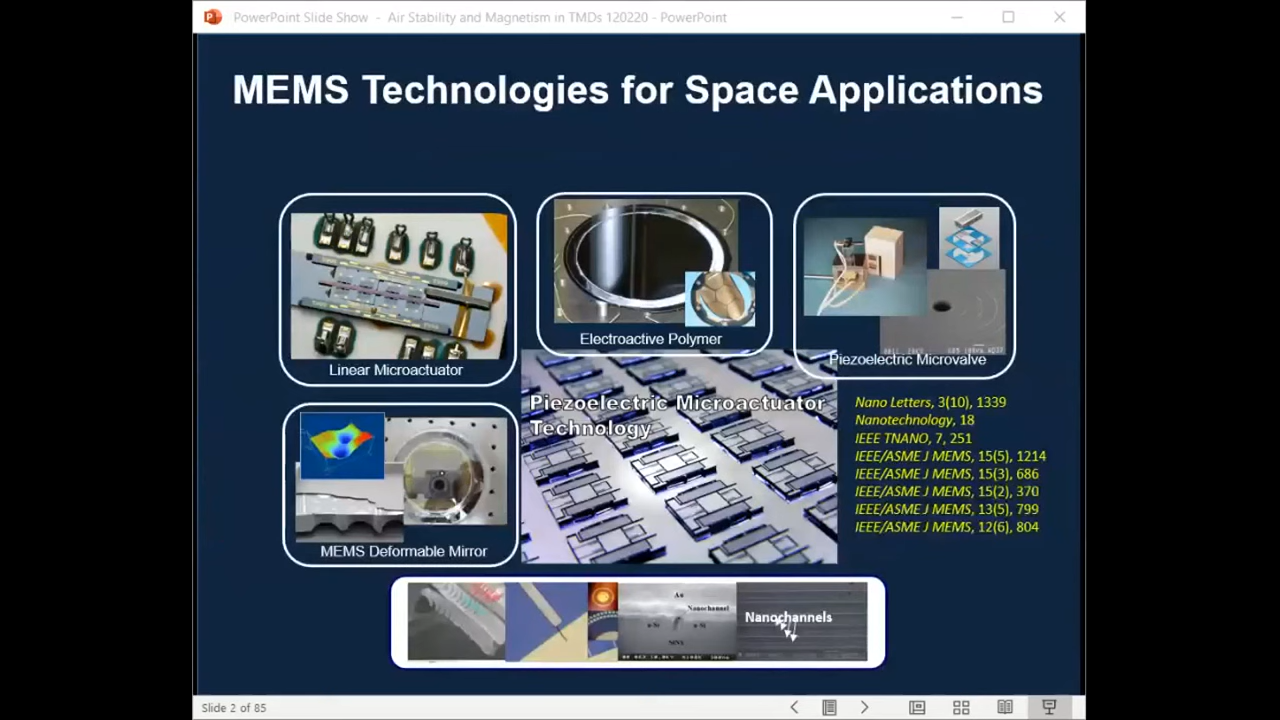 PowerPoint Slide Show - Air Stability and Magnetism in TMDs 120220 - PowerPoint
MEMS Technologies for Space Applications
Linear Microactuator
Electroactive Polymer
Piezoelectric Microvalve
Piezoelectric Microactuator
Technology
MEMS Deformable Mirror
Nano Letters, 3(10), 1339
Nanotechnology, 18
IEEE TNANO, 7, 251
IEEE/ASME J MEMS, 15(5), 1214
IEEE/ASME J MEMS, 15(3), 686
IEEE/ASME J MEMS, 15(2), 370
IEEE/ASME J MEMS, 13(5), 799
IEEE/ASME J MEMS, 12(6), 804
Nanochannel
Nanochannels
Slide 2 of 85